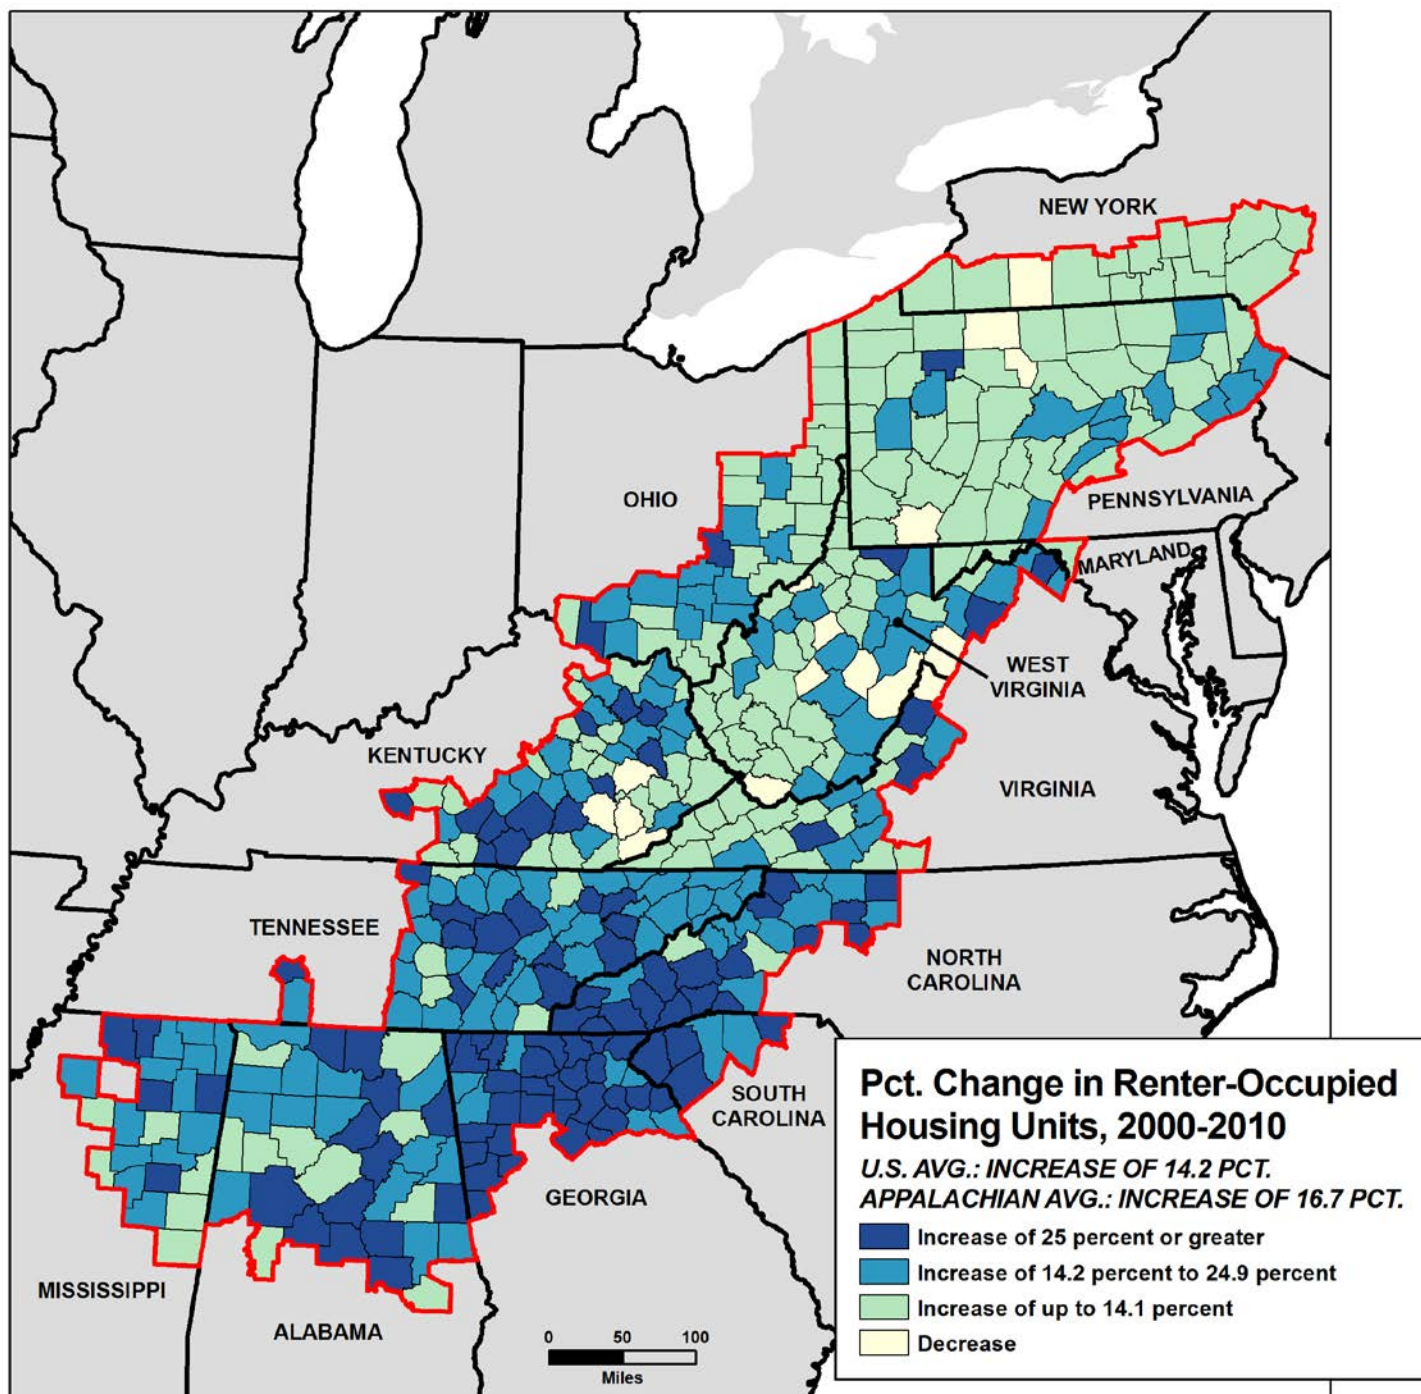 NEW YORK
OHIO
PENNSYLVANIA
MARYLAND
WEST
VIRGINIA
KENTUCKY
VIRGINIA
TENNESSEE
NORTH
CAROLINA
SOUTH
CAROLINA
GEORGIA
MISSISSIPPI
ALABAMA
0 50 100
Miles
Pct. Change in Renter-Occupied
Housing Units, 2000-2010
U.S. AVG.: INCREASE OF 14.2 PCT.
APPALACHIAN AVG.: INCREASE OF 16.7 PCT.
Increase of 25 percent or greater
Increase of 14.2 percent to 24.9 percent
Increase of up to 14.1 percent
Decrease